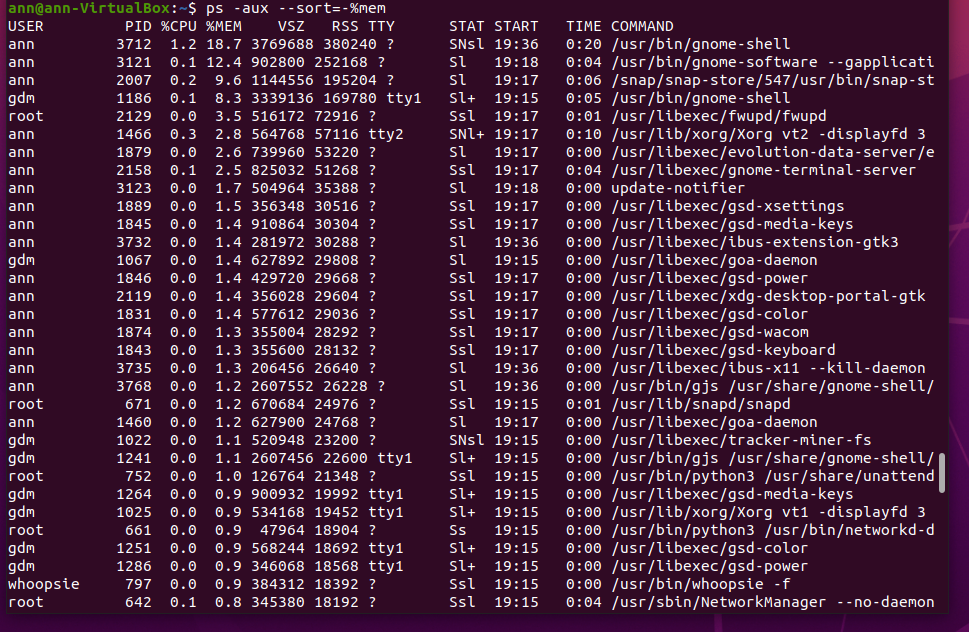 ann@ann-VirtualBox:~$ ps -aux --sort=-%mem
USER PID %CPU %MEM VSZ RSS TTY STAT START TIME COMMAND
ann 3712 1.2 18.7 3769688 380240 ? SNsl 19:36 0:20 /usr/bin/gnome-shell
ann 3121 0.1 12.4 902800 252168 ? Sl 19:18 0:04 /usr/bin/gnome-software --gapplicati
ann 2007 0.2 9.6 1144556 195204 ? Sl 19:17 0:06 /snap/snap-store/547/usr/bin/snap-st
gdm 1186 0.1 8.3 3339136 169780 tty1 Sl+ 19:15 0:05 /usr/bin/gnome-shell
root 2129 0.0 3.5 516172 72916 ? Ssl 19:17 0:01 /usr/libexec/fwupd/fwupd
ann 1466 0.3 2.8 564768 57116 tty2 SNl+ 19:17 0:10 /usr/lib/xorg/Xorg vt2 -displayfd 3
ann 1879 0.0 2.6 739960 53220 ? Sl 19:17 0:00 /usr/libexec/evolution-data-server/e
ann 2158 0.1 2.5 825032 51268 ? Ssl 19:17 0:04 /usr/libexec/gnome-terminal-server
ann 3123 0.0 1.7 504964 35388 ? Sl 19:18 0:00 update-notifier
ann 1889 0.0 1.5 356348 30516 ? Ssl 19:17 0:00 /usr/libexec/gsd-xsettings
ann 1845 0.0 1.4 910864 30304 ? Ssl 19:17 0:00 /usr/libexec/gsd-media-keys
ann 3732 0.0 1.4 281972 30288 ? Sl 19:36 0:00 /usr/libexec/ibus-extension-gtk3
gdm 1067 0.0 1.4 627892 29808 ? Sl 19:15 0:00 /usr/libexec/goa-daemon
ann 1846 0.0 1.4 429720 29668 ? Ssl 19:17 0:00 /usr/libexec/gsd-power
ann 2119 0.0 1.4 356028 29604 ? Ssl 19:17 0:00 /usr/libexec/xdg-desktop-portal-gtk
ann 1831 0.0 1.4 577612 29036 ? Ssl 19:17 0:00 /usr/libexec/gsd-color
ann 1874 0.0 1.3 355004 28292 ? Ssl 19:17 0:00 /usr/libexec/gsd-wacom
ann 1843 0.0 1.3 355600 28132 ? Ssl 19:17 0:00 /usr/libexec/gsd-keyboard
ann 3735 0.0 1.3 206456 26640 ? Sl 19:36 0:00 /usr/libexec/ibus-x11 --kill-daemon
ann 3768 0.0 1.2 2607552 26228 ? Sl 19:36 0:00 /usr/bin/gjs /usr/share/gnome-shell/
root 671 0.0 1.2 670684 24976 ? Ssl 19:15 0:01 /usr/lib/snapd/snapd
ann 1460 0.0 1.2 627900 24768 ? Sl 19:17 0:00 /usr/libexec/goa-daemon
gdm 1022 0.0 1.1 520948 23200 ? SNsl 19:15 0:00 /usr/libexec/tracker-miner-fs
gdm 1241 0.0 1.1 2607456 22600 tty1 Sl+ 19:15 0:00 /usr/bin/gjs /usr/share/gnome-shell/
root 752 0.0 1.0 126764 21348 ? Ssl 19:15 0:00 /usr/bin/python3 /usr/share/unattend
gdm 1264 0.0 0.9 900932 19992 tty1 Sl+ 19:15 0:00 /usr/libexec/gsd-media-keys
gdm 1025 0.0 0.9 534168 19452 tty1 Sl+ 19:15 0:00 /usr/lib/xorg/Xorg vt1 -displayfd 3
root 661 0.0 0.9 47964 18904 ? Ss 19:15 0:00 /usr/bin/python3 /usr/bin/networkd-d
gdm 1251 0.0 0.9 568244 18692 tty1 Sl+ 19:15 0:00 /usr/libexec/gsd-color
gdm 1286 0.0 0.9 346068 18568 tty1 Sl+ 19:15 0:00 /usr/libexec/gsd-power
whoopsie 797 0.0 0.9 384312 18392 ? Ssl 19:15 0:00 /usr/bin/whoopsie -f
root 642 0.1 0.8 345380 18192 ? Ssl 19:15 0:04 /usr/sbin/NetworkManager --no-daemon